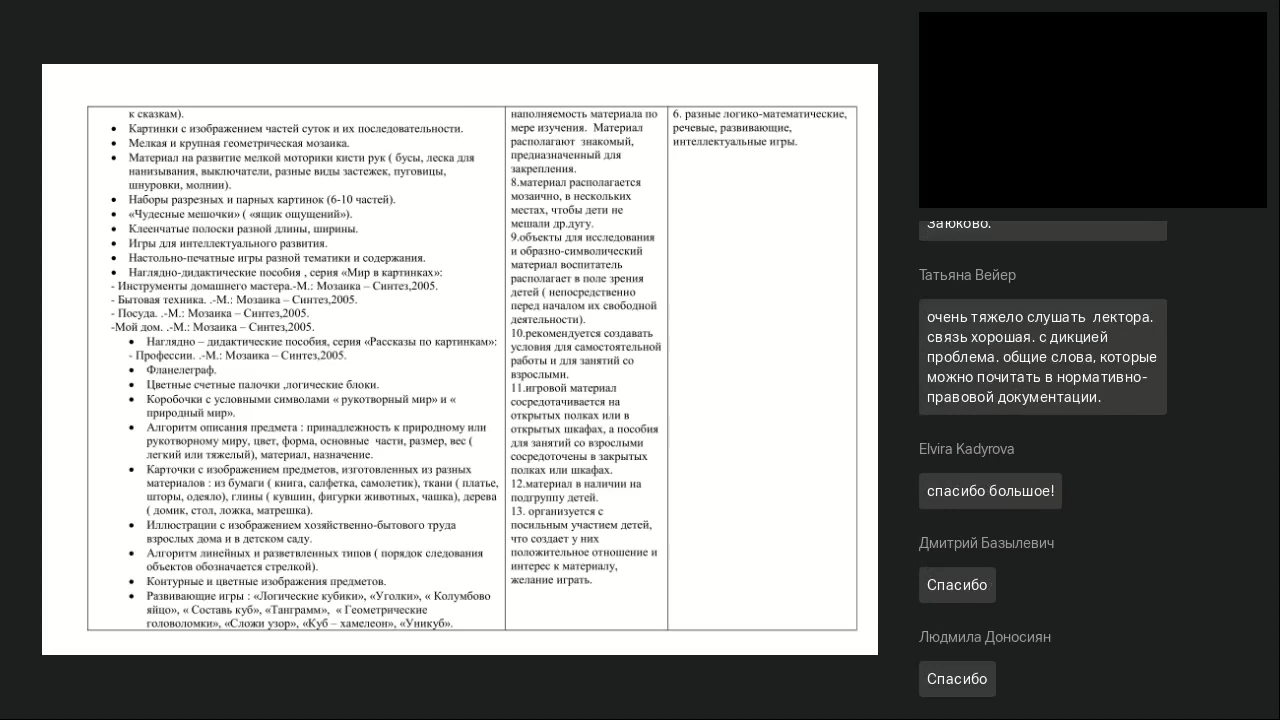 к сказкам).
• Картинки с изображением частей суток и их последовательности.
• Мелкая и крупная геометрическая мозаика.
• Материал на развитие мелкой моторики кисти рук ( бусы, леска для
нанизывания, выключатели, разные виды застежек, пуговицы,
шнуровки, молнии).
• Наборы разрезных и парных картинок (6-10 частей).
• «Чудесные мешочки» ( «ящик ощущений»).
• Клеенчатые полоски разной длины, ширины.
• Игры для интеллектуального развития.
• Настольно-печатные игры разной тематики и содержания.
• Наглядно-дидактические пособия , серия «Мир в картинках»:
- Инструменты домашнего мастера.-М.: Мозаика – Синтез,2005.
- Бытовая техника. .-М.: Мозаика – Синтез,2005.
- Посуда. .-М.: Мозаика – Синтез,2005.
-Мой дом. .-М.: Мозаика – Синтез,2005.
• Наглядно – дидактические пособия, серия «Рассказы по картинкам»:
- Профессии. .-М.: Мозаика – Синтез,2005.
• Фланелеграф.
• Цветные счетные палочки ,логические блоки.
• Коробочки с условными символами « рукотворный мир» и «
природный мир».
• Алгоритм описания предмета : принадлежность к природному или
рукотворному миру, цвет, форма, основные части, размер, вес (
легкий или тяжелый), материал, назначение.
• Карточки с изображением предметов, изготовленных из разных
материалов : из бумаги ( книга, салфетка, самолетик), ткани ( платье,
шторы, одеяло), глины ( кувшин, фигурки животных, чашка), дерева
( домик, стол, ложка, матрешка).
• Иллюстрации с изображением хозяйственно-бытового труда
взрослых дома и в детском саду.
• Алгоритм линейных и разветвленных типов ( порядок следования
объектов обозначается стрелкой).
• Контурные и цветные изображения предметов.
• Развивающие игры : «Логические кубики», «Уголки», « Колумбово
яйцо», « Составь куб», «Танграмм», « Геометрические
головоломки», «Сложи узор», «Куб – хамелеон», «Уникуб».
наполняемость материала по
мере изучения. Материал
располагают знакомый,
предназначенный для
закрепления.
8.материал располагается
мозаично, в нескольких
местах, чтобы дети не
мешали др.дугу.
9.объекты для исследования
и образно-символический
материал воспитатель
располагает в поле зрения
детей ( непосредственно
перед началом их свободной
деятельности).
10.рекомендуется создавать
условия для самостоятельной
работы и для занятий со
взрослыми.
11.игровой материал
сосредотачивается на
открытых полках или в
открытых шкафах, а пособия
для занятий со взрослыми
сосредоточены в закрытых
полках или шкафах.
12.материал в наличии на
подгруппу детей.
13. организуется с
посильным участием детей,
что создает у них
положительное отношение и
интерес к материалу,
желание играть.
6. разные логико-математические,
речевые, развивающие,
интеллектуальные игры.
Заюково.
Татьяна Вейер
очень тяжело слушать лектора.
связь хорошая. с дикцией
проблема. общие слова, которые
можно почитать в нормативно-
правовой документации.
Elvira Kadyrova
спасибо большое!
Дмитрий Базылевич
Спасибо
Людмила Доносиян
Спасибо